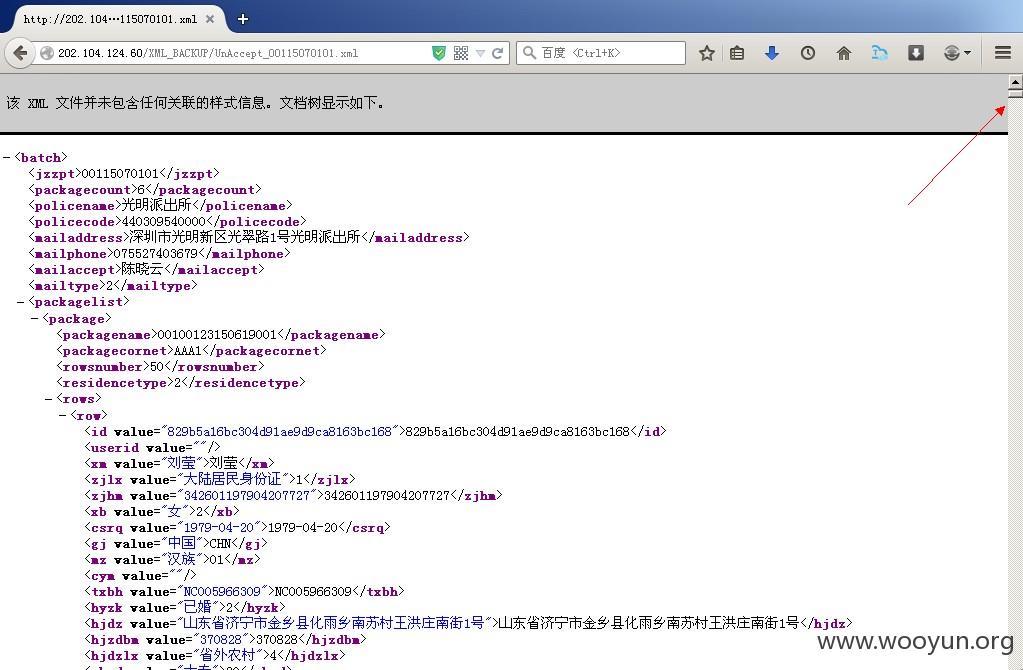 http://202.104…115070101.xml
202.104.124.60/XML_BACKUP/UnAccept_00115070101.xml
百度 <Ctrl+K>
该 XML 文件并未包含任何关联的样式信息。文档树显示如下。
–<batch>
<jzzpt>00115070101</jzzpt>
<packagecount>6</packagecount>
<policename>光明派出所</policename>
<policecode>440309540000</policecode>
<mailaddress>深圳市光明新区光翠路1号光明派出所</mailaddress>
<mailphone>075527403679</mailphone>
<mailaccept>陈晓云</mailaccept>
<mailtype>2</mailtype>
–<packagelist>
–<package>
<packagename>00100123150619001</packagename>
<packagecornet>AAA1</packagecornet>
<rowsnumber>50</rowsnumber>
<residencetype>2</residencetype>
–<rows>
–<row>
<id value="829b5a16bc304d91ae9d9ca8163bc168">829b5a16bc304d91ae9d9ca8163bc168</id>
<userid value=""/>
<xm value="刘莹">刘莹</xm>
<zjlx value="大陆居民身份证">1</zjlx>
<zjhm value="342601197904207727">342601197904207727</zjhm>
<xb value="女">2</xb>
<csrq value="1979-04-20">1979-04-20</csrq>
<gj value="中国">CHN</gj>
<mz value="汉族">01</mz>
<cym value=""/>
<txbh value="NC005966309">NC005966309</txbh>
<hyzk value="已婚">2</hyzk>
<hjdz value="山东省济宁市金乡县化雨乡南苏村王洪庄南街1号">山东省济宁市金乡县化雨乡南苏村王洪庄南街1号</hjdz>
<hjzdbm value="370828">370828</hjzdbm>
<hjdzlx value="省外农村">4</hjdzlx>
www.wooyun.org